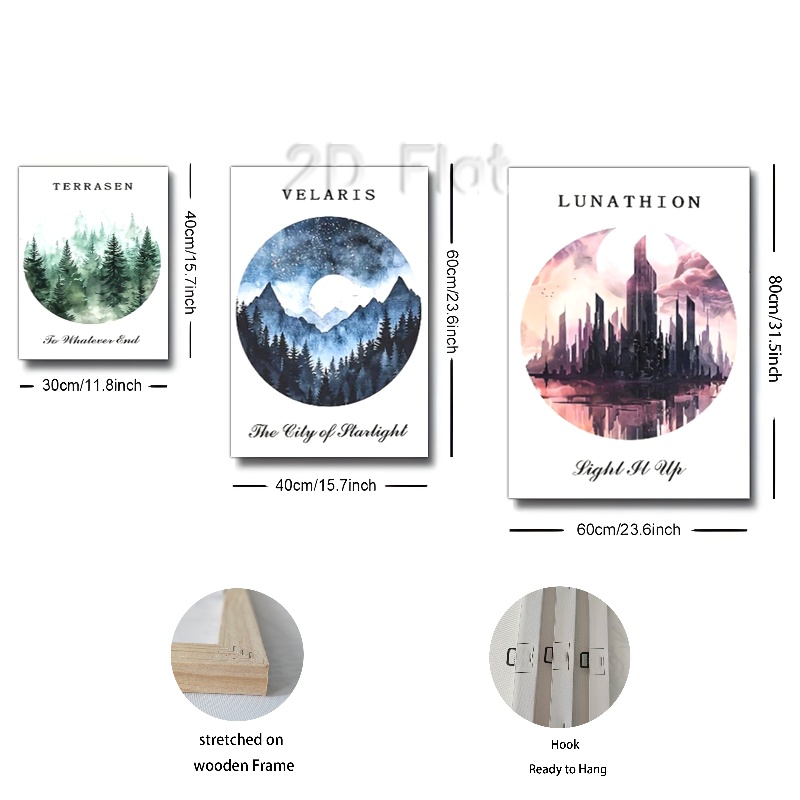 2D Flat
TERRASEN
To Whatever End
40cm/15.7inch
30cm/11.8inch
VELARIS
The City of Starlight
60cm/23.6inch
40cm/15.7inch
LUNATHION
Light It Up
80cm/31.5inch
60cm/23.6inch
stretched on
wooden Frame
Hook
Ready to Hang